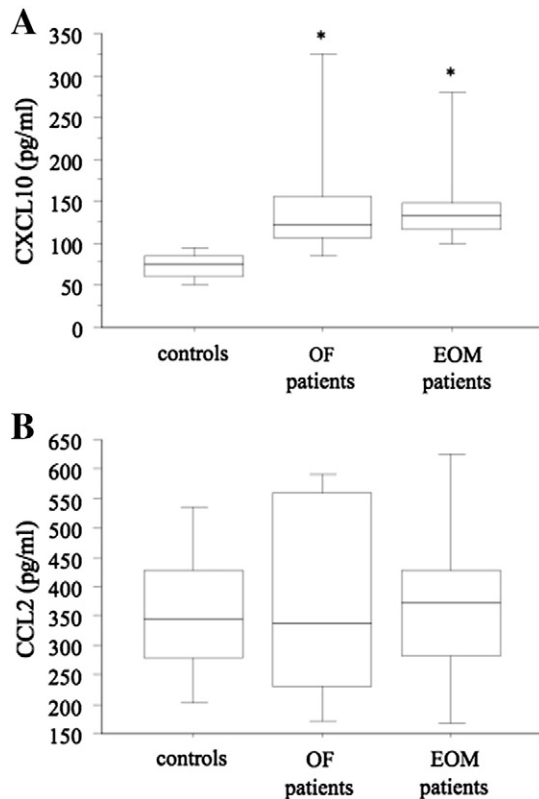 A
CXCL10 (pg/ml)
350
300
250
200
150
100
50
0
*
*
controls
OF
patients
EOM
patients
B
CCL2 (pg/ml)
650
600
550
500
450
400
350
300
250
200
150
controls
OF
patients
EOM
patients